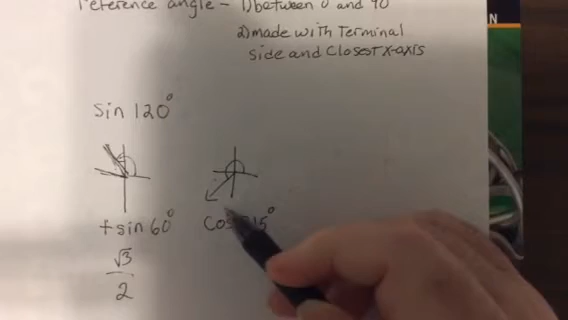 reference angle - 1) between 0 and 90
2) made with Terminal
side and Closest x-axis
Sin 120°
+ sin 60°
√3
2